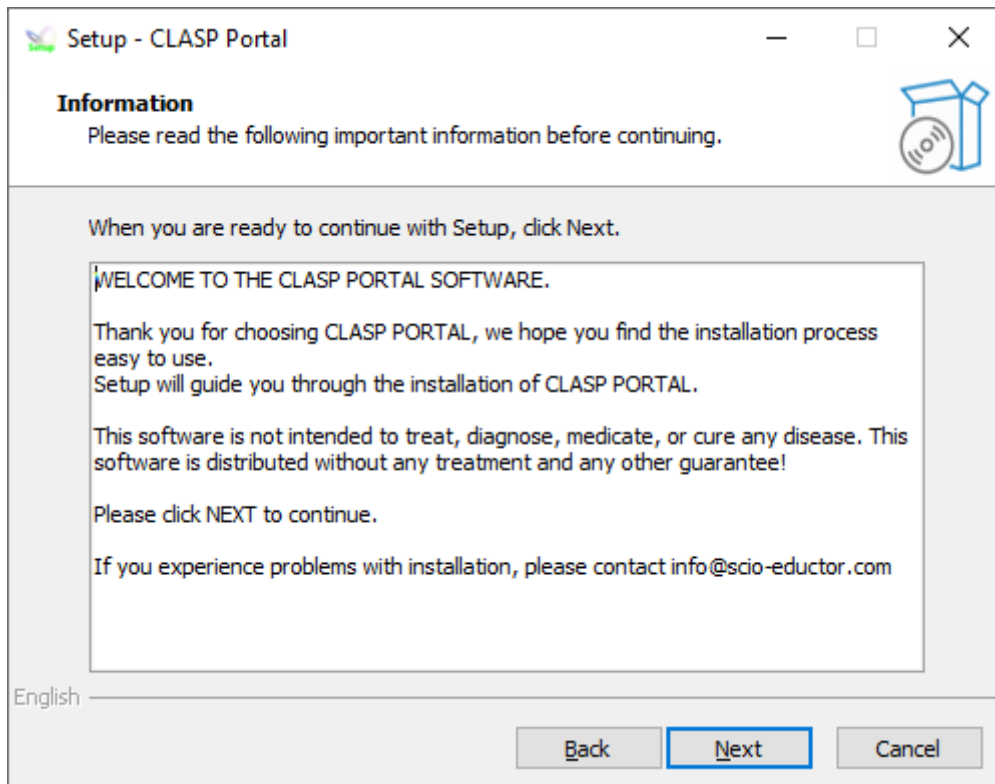 Setup - CLASP Portal
Information
Please read the following important information before continuing.
When you are ready to continue with Setup, click Next.
WELCOME TO THE CLASP PORTAL SOFTWARE.
Thank you for choosing CLASP PORTAL, we hope you find the installation process
easy to use.
Setup will guide you through the installation of CLASP PORTAL.
This software is not intended to treat, diagnose, medicate, or cure any disease. This
software is distributed without any treatment and any other guarantee!
Please click NEXT to continue.
If you experience problems with installation, please contact info@scio-eductor.com
English
Back
Next
Cancel